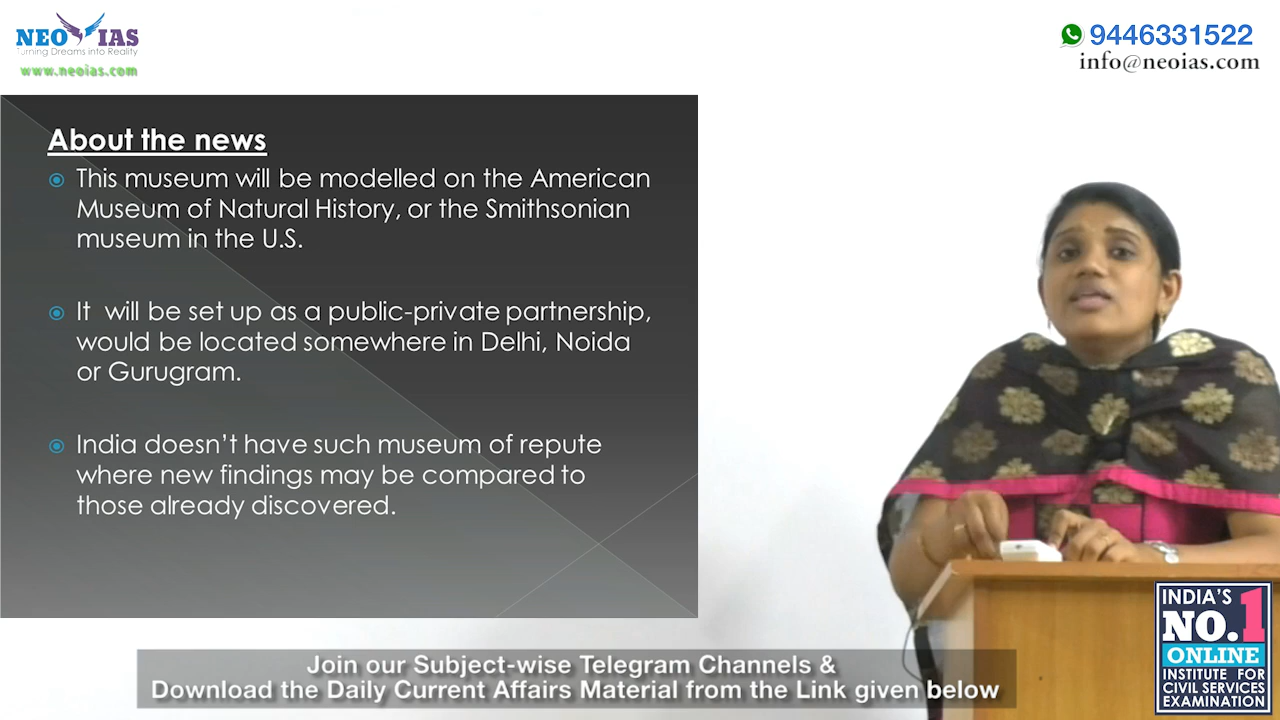 NEO IAS
Turning Dreams into Reality
www.neoias.com
9446331522
info@neoias.com
About the news
This museum will be modelled on the American
Museum of Natural History, or the Smithsonian
museum in the U.S.
It will be set up as a public-private partnership,
would be located somewhere in Delhi, Noida
or Gurugram.
India doesn't have such museum of repute
where new findings may be compared to
those already discovered.
Join our Subject-wise Telegram Channels &
Download the Daily Current Affairs Material from the Link given below
INDIA'S
NO.1
ONLINE
INSTITUTE FOR
CIVIL SERVICES
EXAMINATION